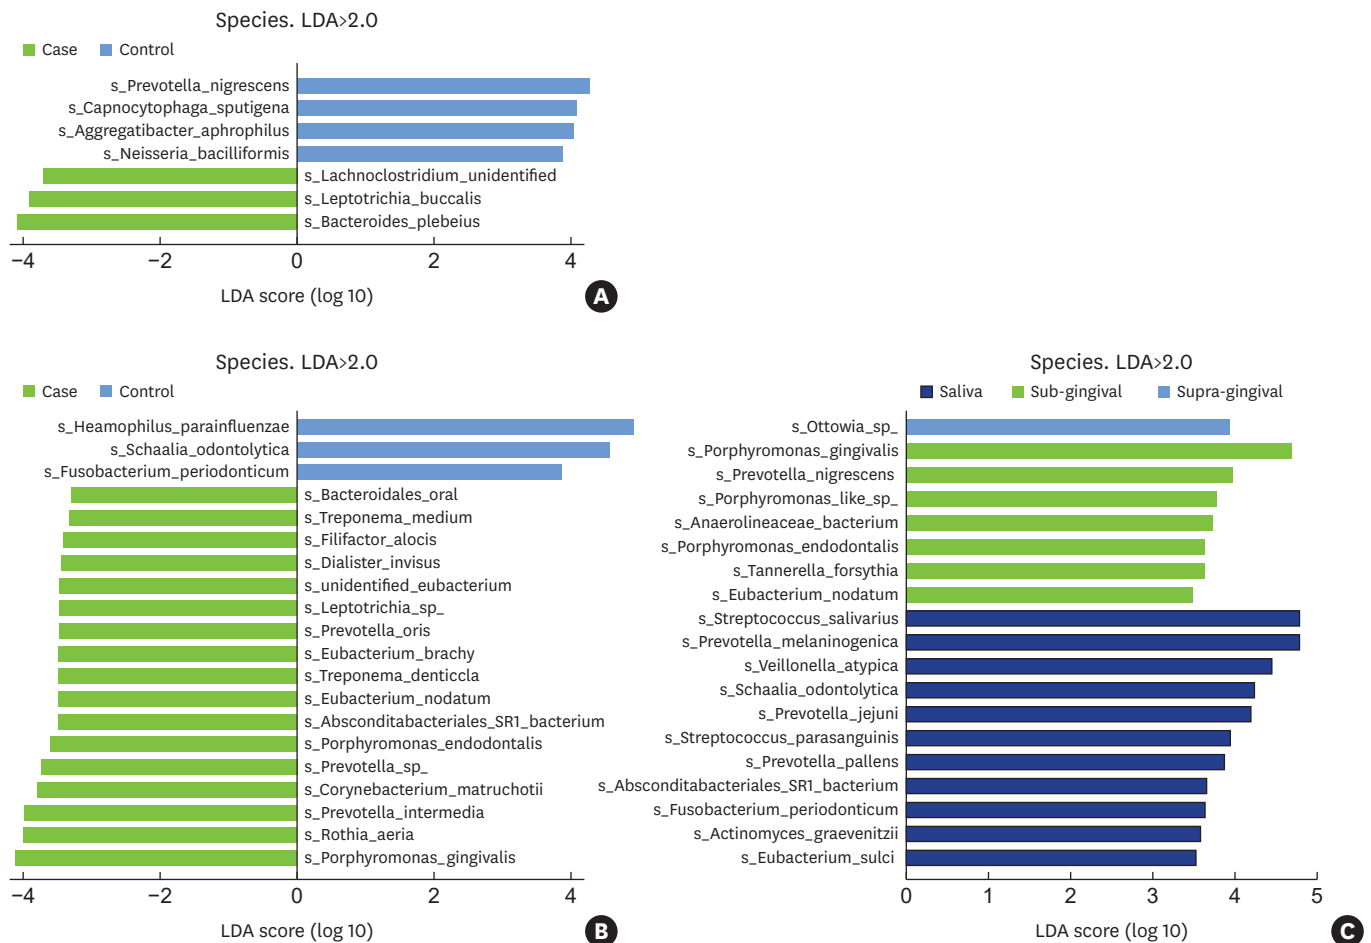 Species. LDA>2.0
Case Control
s_Prevotella_nigrescens
s_Capnocytophaga_sputigena
s_Aggregatibacter_aphrophilus
s_Neisseria_bacilliformis
s_Lachnoclostridium_unidentified
s_Leptotrichia_buccalis
s_Bacteroides_plebeius
−4 −2 0 2 4
LDA score (log 10)
A
Species. LDA>2.0
Case Control
s_Heamophilus_parainfluenzae
s_Schaalia_odontolytica
s_Fusobacterium_periodonticum
s_Bacteroidales_oral
s_Treponema_medium
s_Filifactor_alocis
s_Dialister_invisus
s_unidentified_eubacterium
s_Leptotrichia_sp_
s_Prevotella_oris
s_Eubacterium_brachy
s_Treponema_denticcla
s_Eubacterium_nodatum
s_Absconditabacteriales_SR1_bacterium
s_Porphyromonas_endodontalis
s_Prevotella_sp_
s_Corynebacterium_matruchotii
s_Prevotella_intermedia
s_Rothia_aeria
s_Porphyromonas_gingivalis
−4 −2 0 2 4
LDA score (log 10)
B
Species. LDA>2.0
Saliva Sub-gingival Supra-gingival
s_Ottowia_sp_
s_Porphyromonas_gingivalis
s_Prevotella_nigrescens
s_Porphyromonas_like_sp_
s_Anaerolineaceae_bacterium
s_Porphyromonas_endodontalis
s_Tannerella_forsythia
s_Eubacterium_nodatum
s_Streptococcus_salivarius
s_Prevotella_melaninogenica
s_Veillonella_atypica
s_Schaalia_odontolytica
s_Prevotella_jejuni
s_Streptococcus_parasanguinis
s_Prevotella_pallens
s_Absconditabacteriales_SR1_bacterium
s_Fusobacterium_periodonticum
s_Actinomyces_graevenitzii
s_Eubacterium_sulci
0 1 2 3 4 5
LDA score (log 10)
C